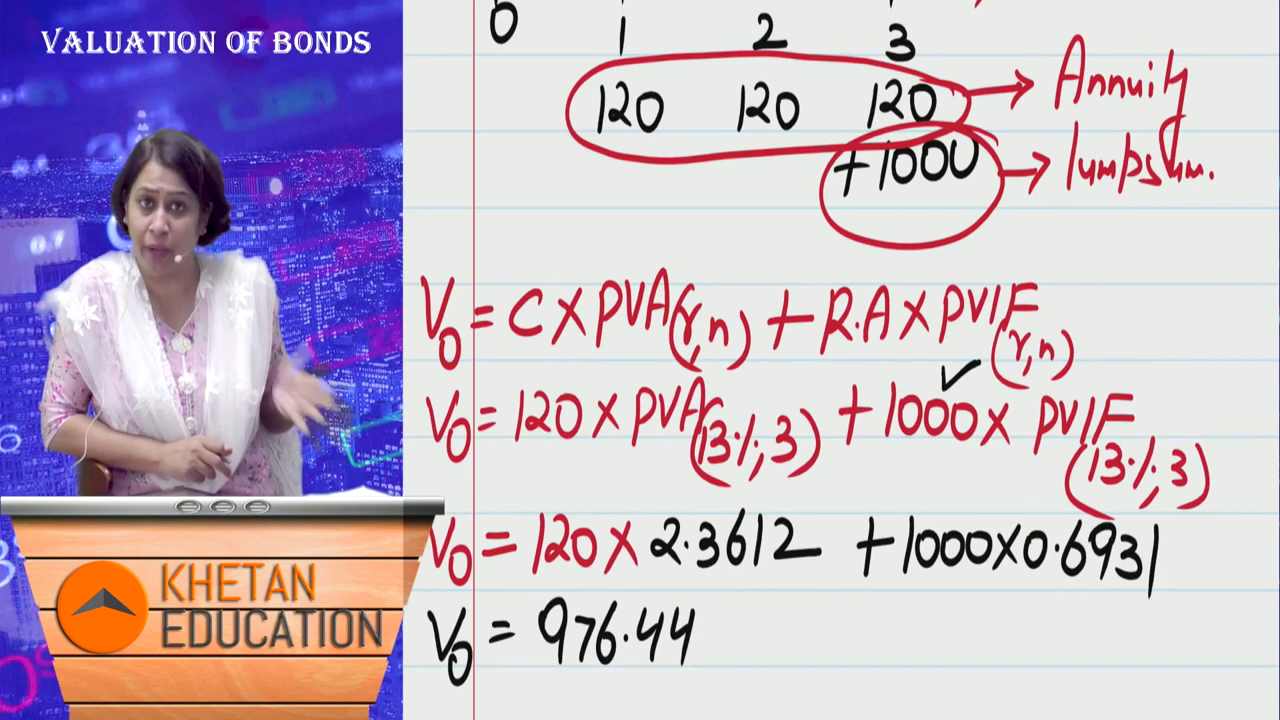 VALUATION OF BONDS
0 1 2 3
120 120 120 → Annuity
+1000 → lumpsum.
V0 = C × PVA(r,n) + R.A × PVIF(r,n)
V0 = 120 × PVA(13%,3) + 1000 × PVIF(13%,3)
V0 = 120 × 2.3612 + 1000×0.6931
V0 = 976.44
KHETAN
EDUCATION